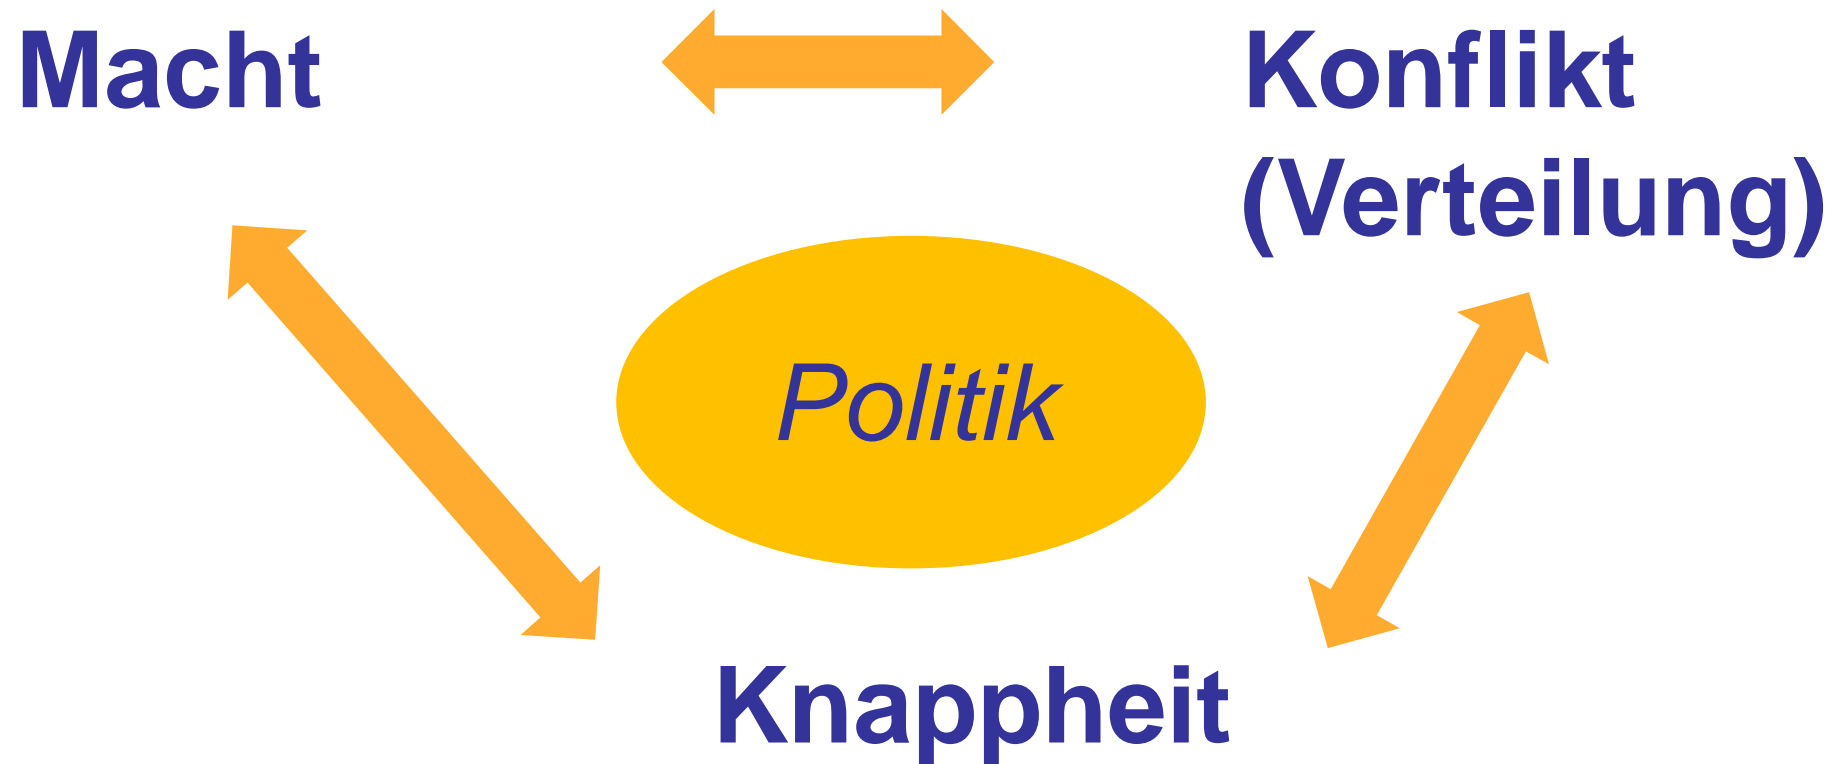 Macht
Konflikt
(Verteilung)
Politik
Knappheit